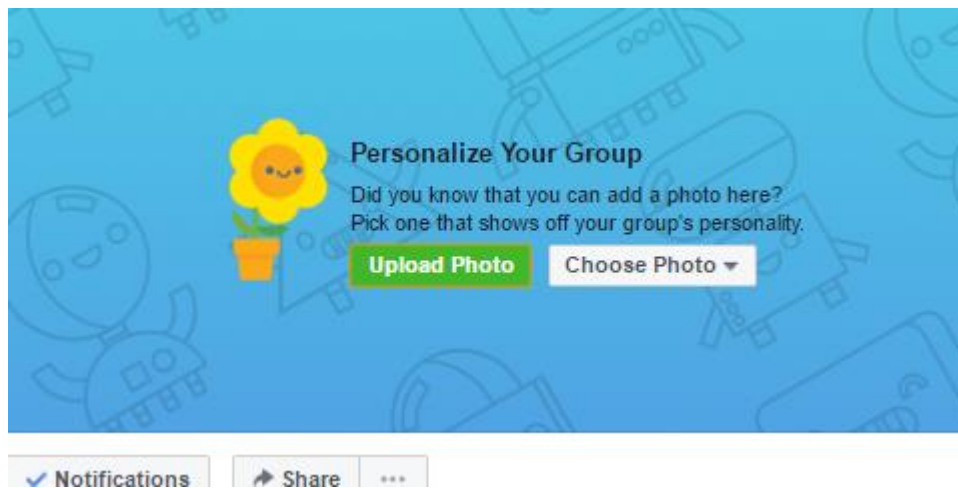 Personalize Your Group
Did you know that you can add a photo here?
Pick one that shows off your group's personality.
Upload Photo
Choose Photo
Notifications
Share